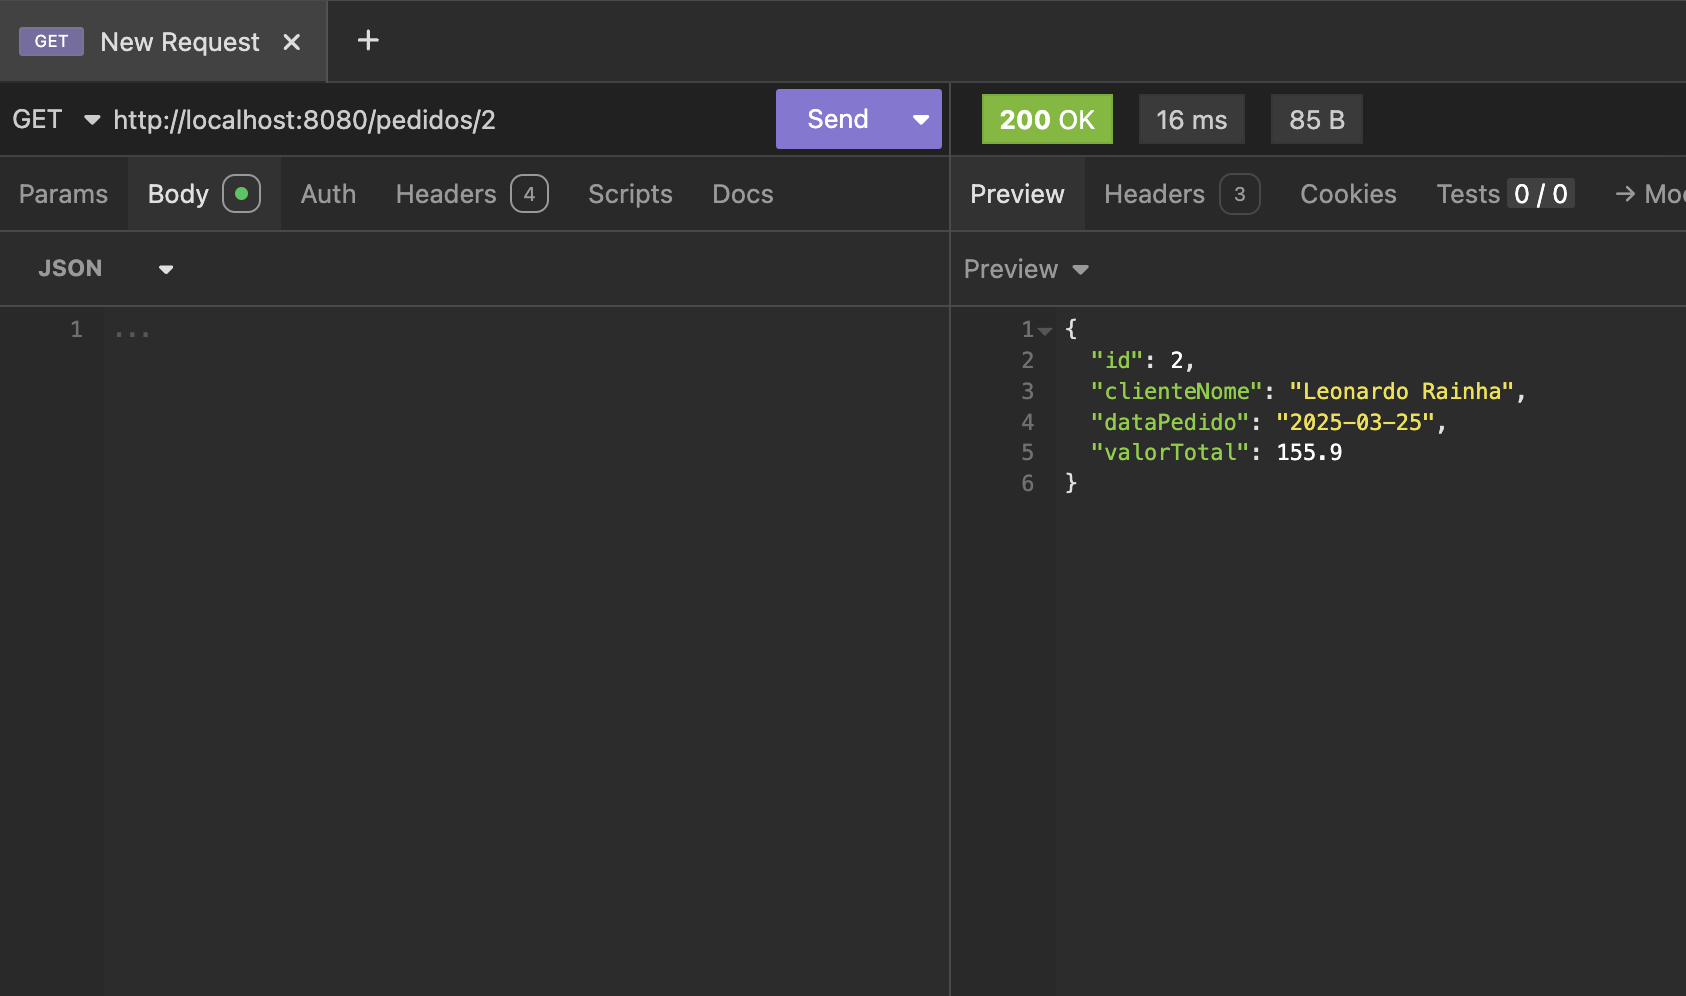 GET New Request
GET http://localhost:8080/pedidos/2 Send
200 OK 16 ms 85 B
Params Body Auth Headers 4 Scripts Docs
Preview Headers 3 Cookies Tests 0 / 0 → Moc
JSON
Preview
1 ...
1 {
2 "id": 2,
3 "clienteNome": "Leonardo Rainha",
4 "dataPedido": "2025-03-25",
5 "valorTotal": 155.9
6 }